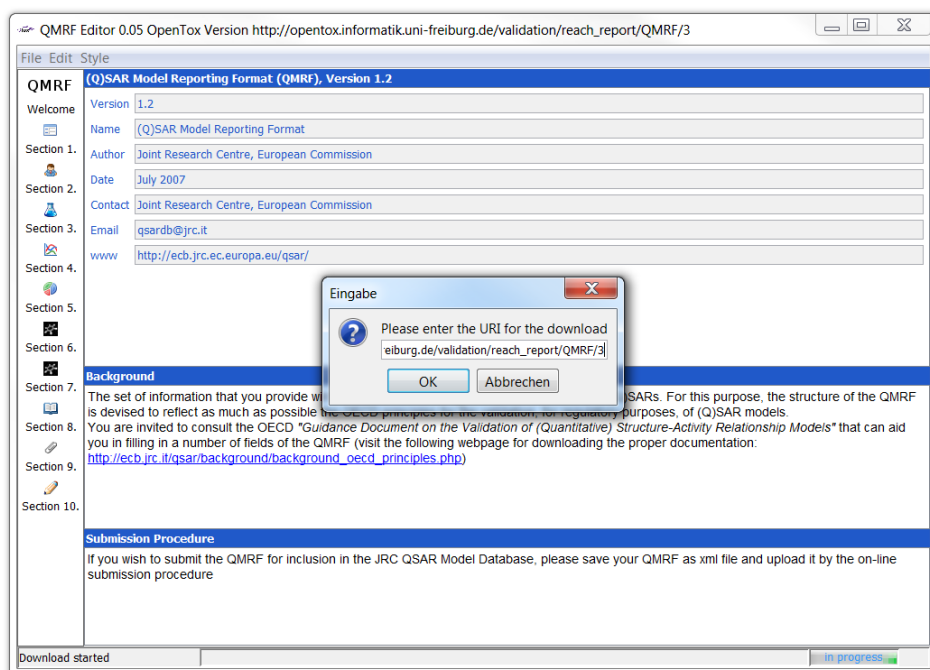 QMRF Editor 0.05 OpenTox Version http://opentox.informatik.uni-freiburg.de/validation/reach_report/QMRF/3
File Edit Style
QMRF
Welcome
Section 1.
Section 2.
Section 3.
Section 4.
Section 5.
Section 6.
Section 7.
Section 8.
Section 9.
Section 10.
(Q)SAR Model Reporting Format (QMRF), Version 1.2
Version 1.2
Name (Q)SAR Model Reporting Format
Author Joint Research Centre, European Commission
Date July 2007
Contact Joint Research Centre, European Commission
Email qsardb@jrc.it
www http://ecb.jrc.ec.europa.eu/qsar/
Eingabe
Please enter the URI for the download
eiburg.de/validation/reach_report/QMRF/3
OK Abbrechen
Background
The set of information that you provide SARs. For this purpose, the structure of the QMRF
is devised to reflect as much as possible the OECD principles for the validation, for regulatory purposes, of (Q)SAR models.
You are invited to consult the OECD "Guidance Document on the Validation of (Quantitative) Structure-Activity Relationship Models" that can aid
you in filling in a number of fields of the QMRF (visit the following webpage for downloading the proper documentation:
http://ecb.jrc.it/qsar/background/background_oecd_principles.php)
Submission Procedure
If you wish to submit the QMRF for inclusion in the JRC QSAR Model Database, please save your QMRF as xml file and upload it by the on-line
submission procedure
Download started
in progress